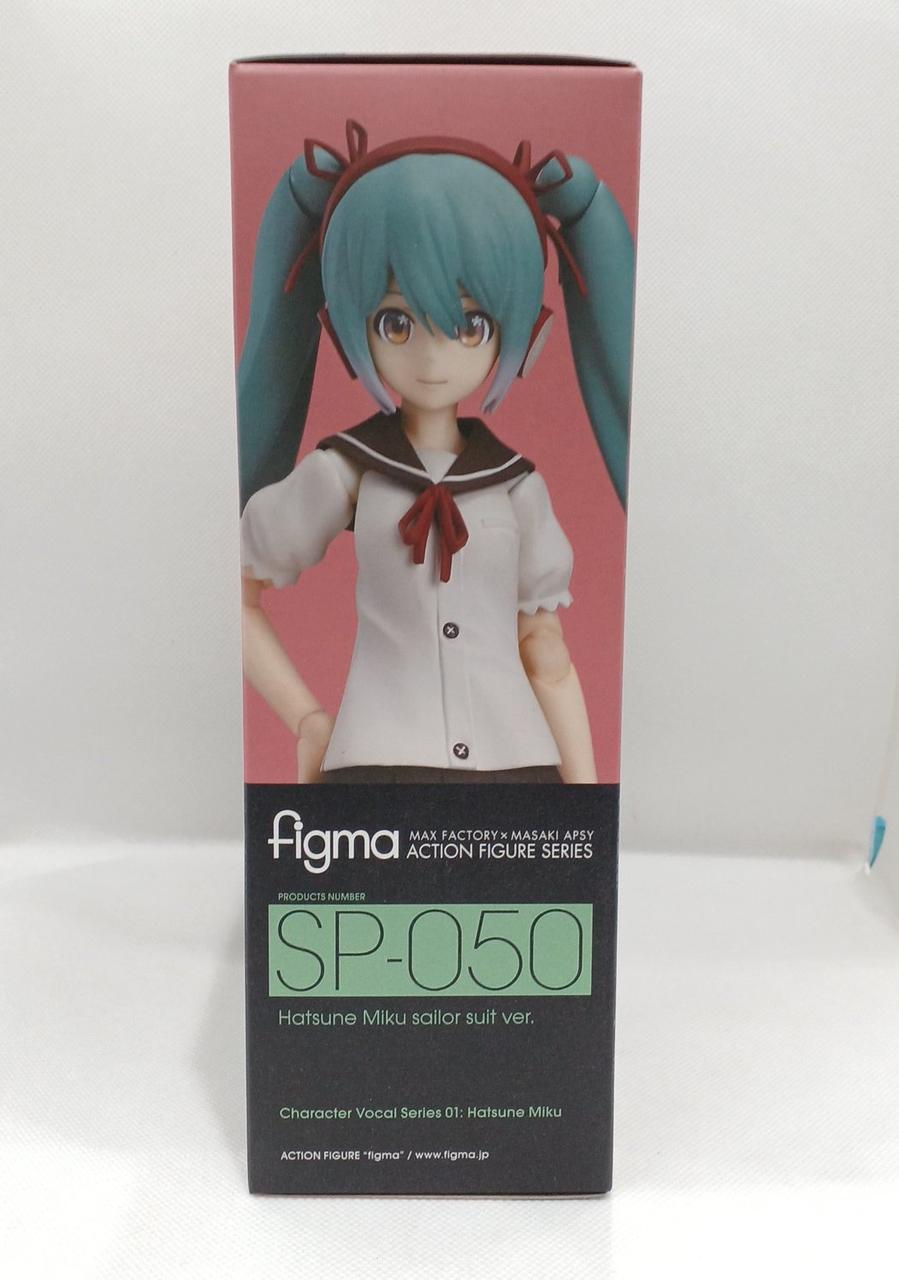 figma
MAX FACTORY×MASAKI APSY
ACTION FIGURE SERIES
PRODUCTS NUMBER
SP-050
Hatsune Miku sailor suit ver.
Character Vocal Series 01: Hatsune Miku
ACTION FIGURE "figma" / www.figma.jp